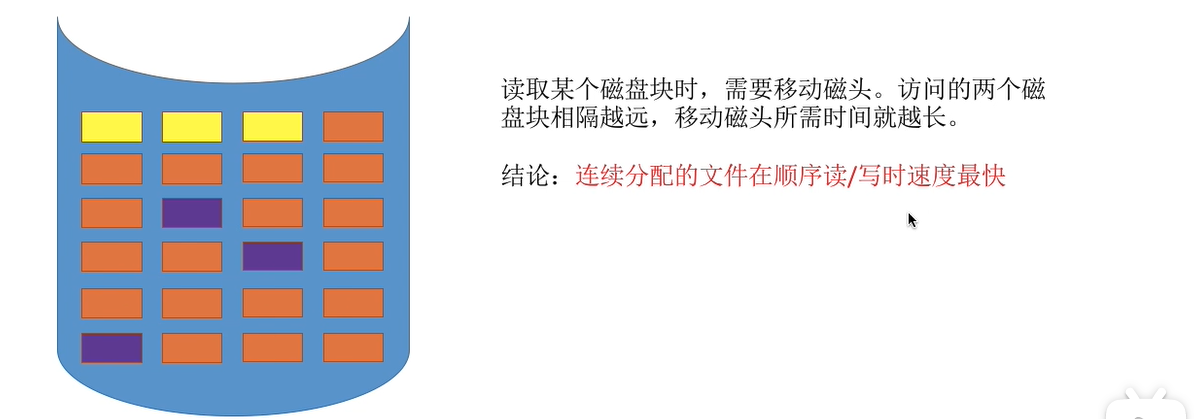 读取某个磁盘块时，需要移动磁头。访问的两个磁
盘块相隔越远，移动磁头所需时间就越长。
结论：连续分配的文件在顺序读/写时速度最快